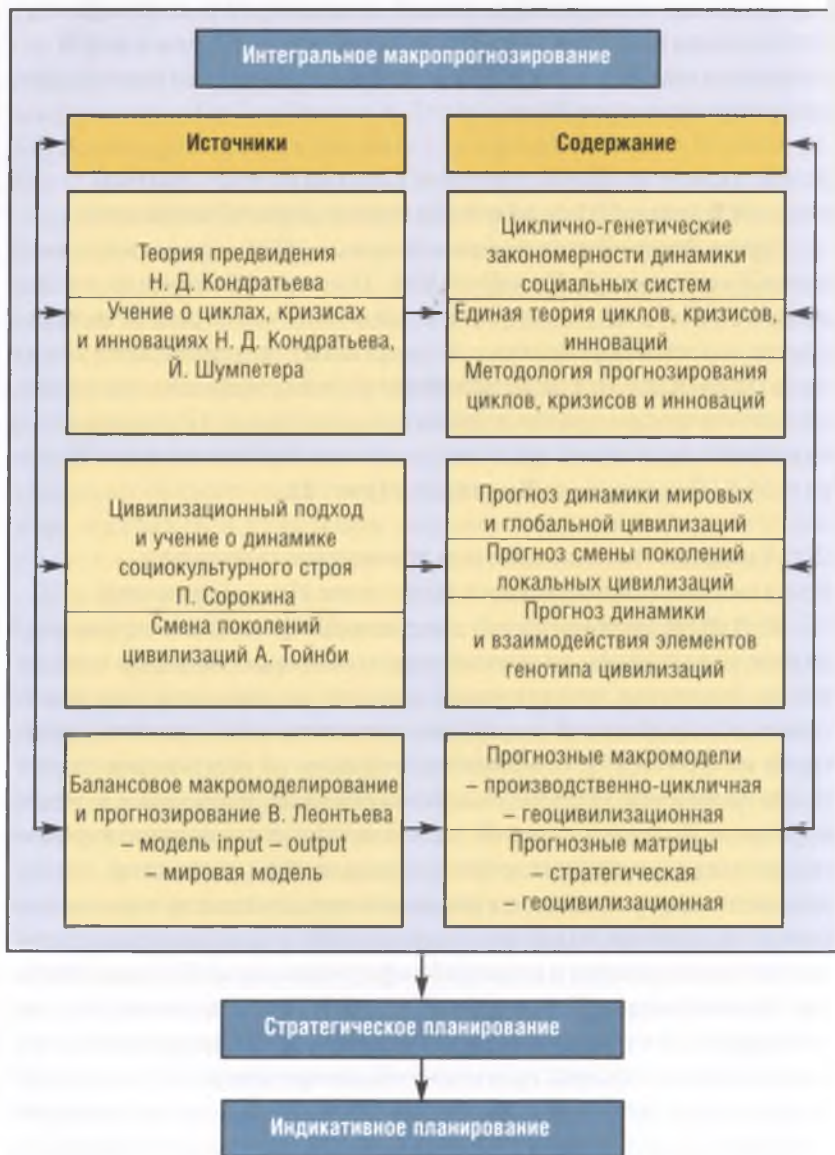 Интегральное макропрогнозирование
Источники
Содержание
Теория предвидения
Н. Д. Кондратьева
Учение о циклах, кризисах
и инновациях Н. Д. Кондратьева,
Й. Шумпетера
Циклично-генетические
закономерности динамики
социальных систем
Единая теория циклов, кризисов,
инноваций
Методология прогнозирования
циклов, кризисов и инноваций
Цивилизационный подход
и учение о динамике
социокультурного строя
П. Сорокина
Смена поколений
цивилизаций А. Тойнби
Прогноз динамики мировых
и глобальной цивилизаций
Прогноз смены поколений
локальных цивилизаций
Прогноз динамики
и взаимодействия элементов
генотипа цивилизаций
Балансовое макромоделирование
и прогнозирование В. Леонтьева
– модель input – output
– мировая модель
Прогнозные макромодели
– производственно-цикличная
– геоцивилизационная
Прогнозные матрицы
– стратегическая
– геоцивилизационная
Стратегическое планирование
Индикативное планирование